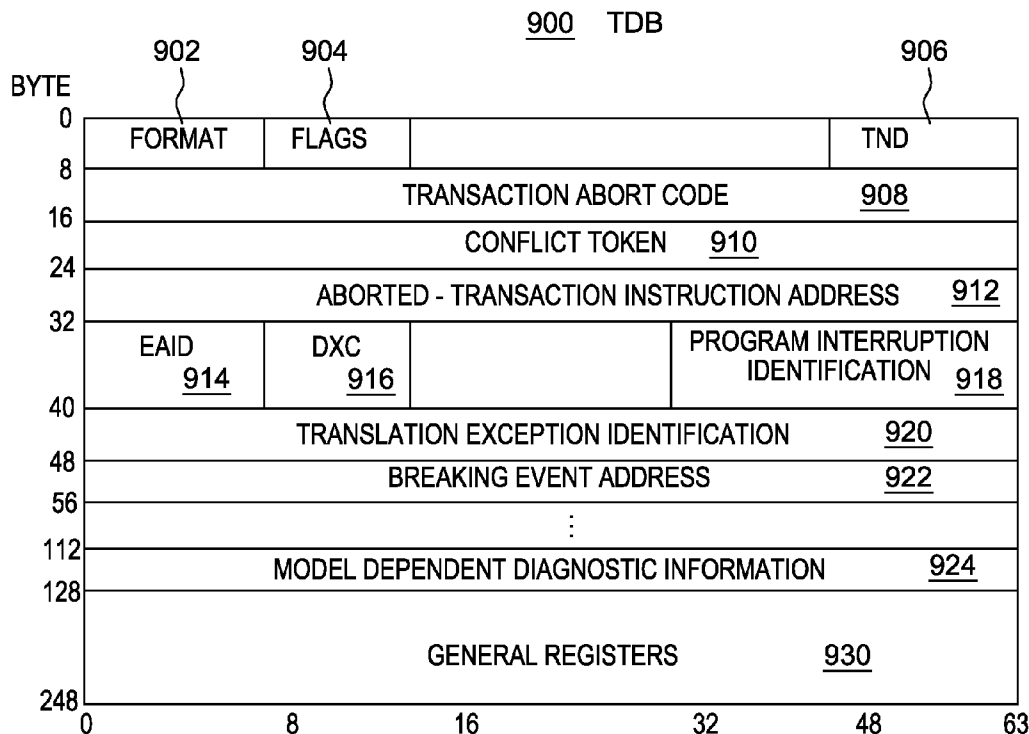 900 TDB
902 904 906
BYTE
0
FORMAT FLAGS TND
8
TRANSACTION ABORT CODE 908
16
CONFLICT TOKEN 910
24
ABORTED - TRANSACTION INSTRUCTION ADDRESS 912
32
EAID 914 DXC 916 PROGRAM INTERRUPTION
IDENTIFICATION 918
40
TRANSLATION EXCEPTION IDENTIFICATION 920
48
BREAKING EVENT ADDRESS 922
56
⋮
112
MODEL DEPENDENT DIAGNOSTIC INFORMATION 924
128
GENERAL REGISTERS 930
248
0 8 16 32 48 63